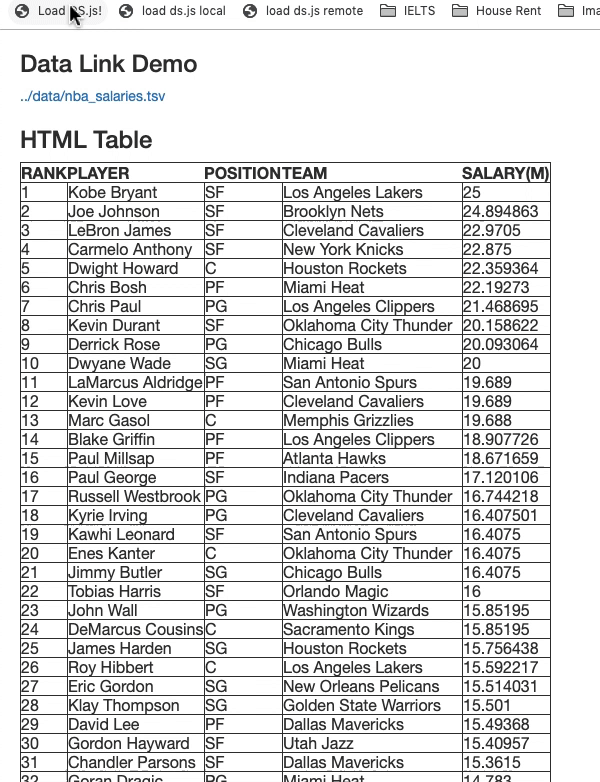 Load DS.js! load ds.js local load ds.js remote IELTS House Rent
Data Link Demo
../data/nba_salaries.tsv
HTML Table
RANK PLAYER POSITION TEAM SALARY(M)
1 Kobe Bryant SF Los Angeles Lakers 25
2 Joe Johnson SF Brooklyn Nets 24.894863
3 LeBron James SF Cleveland Cavaliers 22.9705
4 Carmelo Anthony SF New York Knicks 22.875
5 Dwight Howard C Houston Rockets 22.359364
6 Chris Bosh PF Miami Heat 22.19273
7 Chris Paul PG Los Angeles Clippers 21.468695
8 Kevin Durant SF Oklahoma City Thunder 20.158622
9 Derrick Rose PG Chicago Bulls 20.093064
10 Dwyane Wade SG Miami Heat 20
11 LaMarcus Aldridge PF San Antonio Spurs 19.689
12 Kevin Love PF Cleveland Cavaliers 19.689
13 Marc Gasol C Memphis Grizzlies 19.688
14 Blake Griffin PF Los Angeles Clippers 18.907726
15 Paul Millsap PF Atlanta Hawks 18.671659
16 Paul George SF Indiana Pacers 17.120106
17 Russell Westbrook PG Oklahoma City Thunder 16.744218
18 Kyrie Irving PG Cleveland Cavaliers 16.407501
19 Kawhi Leonard SF San Antonio Spurs 16.4075
20 Enes Kanter C Oklahoma City Thunder 16.4075
21 Jimmy Butler SG Chicago Bulls 16.4075
22 Tobias Harris SF Orlando Magic 16
23 John Wall PG Washington Wizards 15.85195
24 DeMarcus Cousins C Sacramento Kings 15.85195
25 James Harden SG Houston Rockets 15.756438
26 Roy Hibbert C Los Angeles Lakers 15.592217
27 Eric Gordon SG New Orleans Pelicans 15.514031
28 Klay Thompson SG Golden State Warriors 15.501
29 David Lee PF Dallas Mavericks 15.49368
30 Gordon Hayward SF Utah Jazz 15.40957
31 Chandler Parsons SF Dallas Mavericks 15.3615
32 Goran Dragic PG Miami Heat 14.783